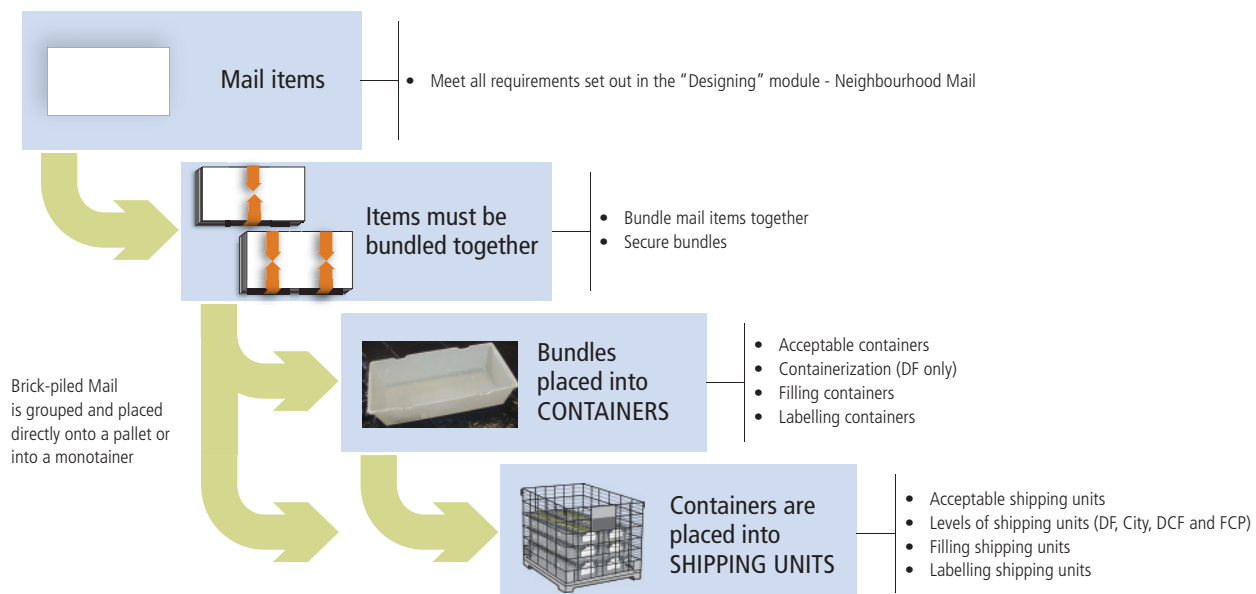 Mail items
• Meet all requirements set out in the “Designing” module - Neighbourhood Mail
Items must be
bundled together
• Bundle mail items together
• Secure bundles
Bundles
placed into
CONTAINERS
• Acceptable containers
• Containerization (DF only)
• Filling containers
• Labelling containers
Brick-piled Mail
is grouped and placed
directly onto a pallet or
into a monotainer
Containers are
placed into
SHIPPING UNITS
• Acceptable shipping units
• Levels of shipping units (DF, City, DCF and FCP)
• Filling shipping units
• Labelling shipping units